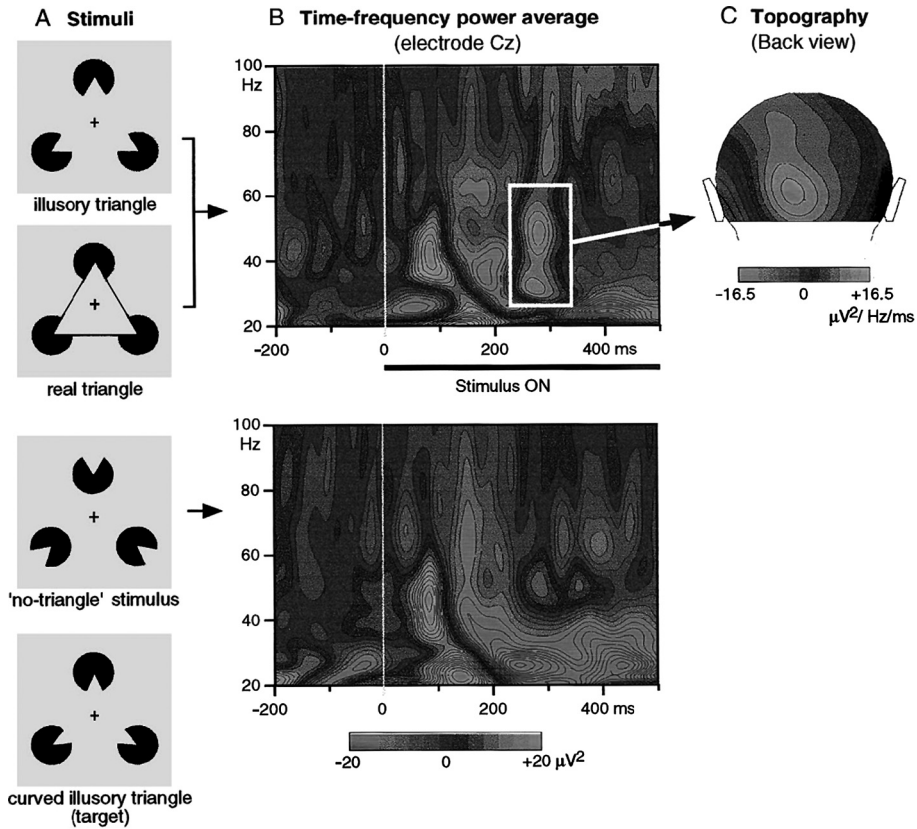 A Stimuli
illusory triangle
real triangle
'no-triangle' stimulus
curved illusory triangle
(target)
B Time-frequency power average
(electrode Cz)
100
Hz
80
60
40
20
-200 0 200 400 ms
Stimulus ON
100
Hz
80
60
40
20
-200 0 200 400 ms
-20 0 +20 µV²
C Topography
(Back view)
-16.5 0 +16.5
µV²/ Hz/ms